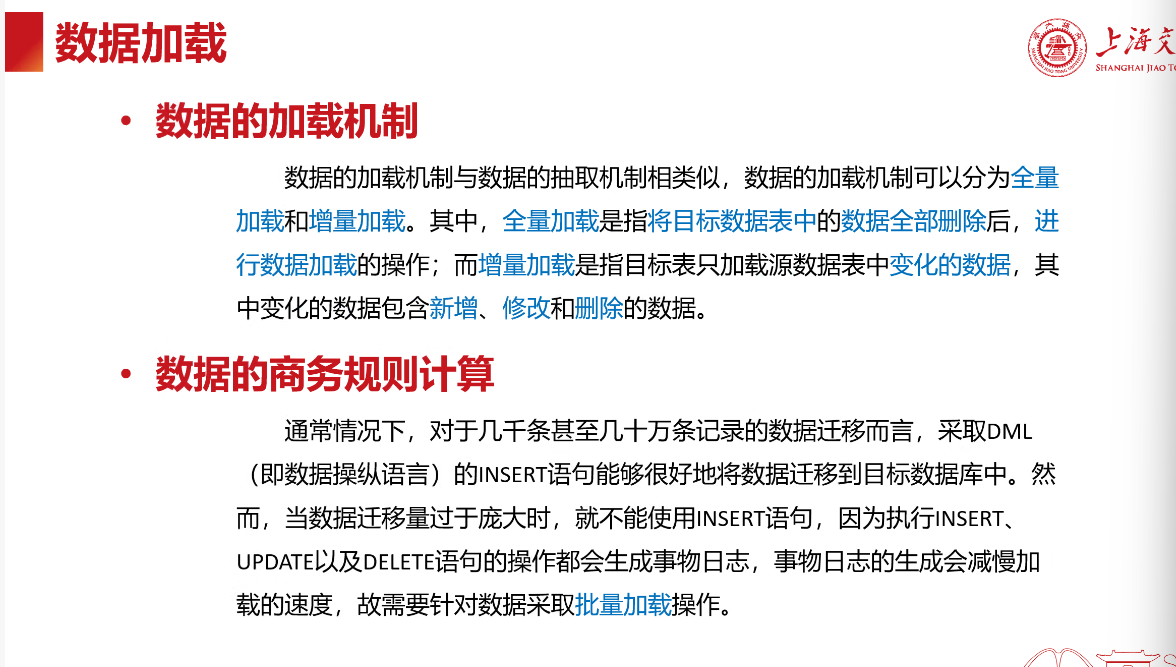 数据加载
上海交
SHANGHAI JIAO TO
• 数据的加载机制
数据的加载机制与数据的抽取机制相类似，数据的加载机制可以分为全量
加载和增量加载。其中，全量加载是指将目标数据表中的数据全部删除后，进
行数据加载的操作；而增量加载是指目标表只加载源数据表中变化的数据，其
中变化的数据包含新增、修改和删除的数据。
• 数据的商务规则计算
通常情况下，对于几千条甚至几十万条记录的数据迁移而言，采取DML
（即数据操纵语言）的INSERT语句能够很好地将数据迁移到目标数据库中。然
而，当数据迁移量过于庞大时，就不能使用INSERT语句，因为执行INSERT、
UPDATE以及DELETE语句的操作都会生成事物日志，事物日志的生成会减慢加
载的速度，故需要针对数据采取批量加载操作。